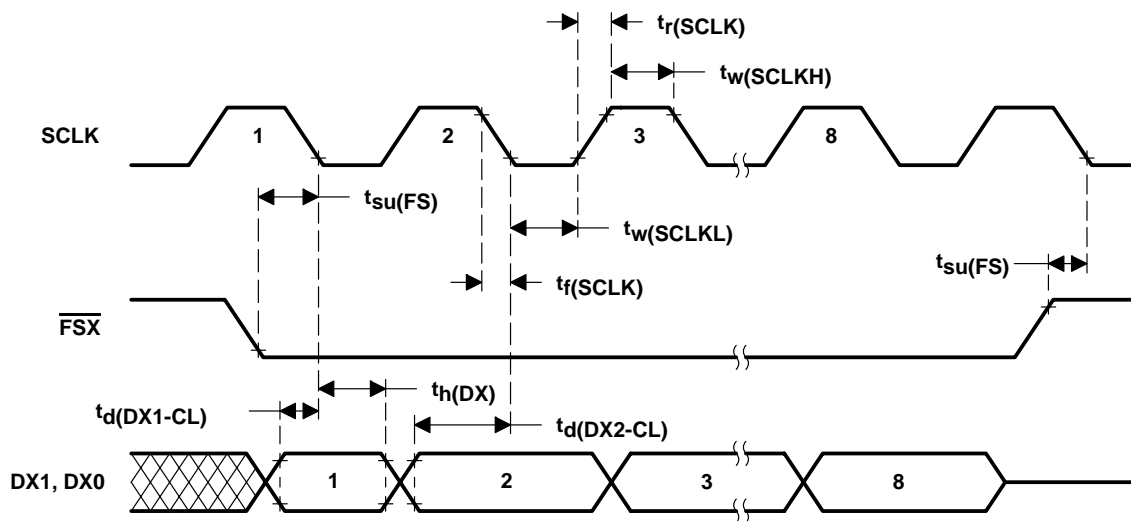 tr(SCLK)
tw(SCLKH)
SCLK 1 2 3 8
tsu(FS)
tw(SCLKL)
tsu(FS)
tf(SCLK)
FSX
th(DX)
td(DX1-CL)
td(DX2-CL)
DX1, DX0 1 2 3 8